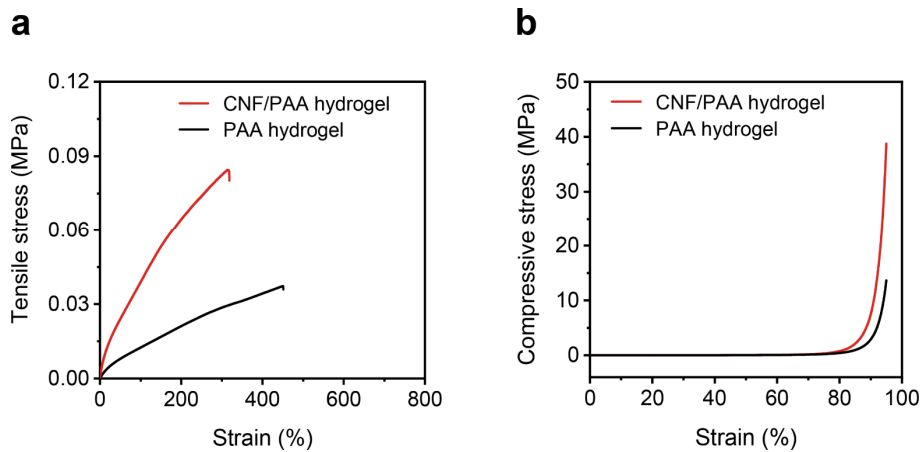 a
0.12
0.09
0.06
0.03
0.00
Tensile stress (MPa)
CNF/PAA hydrogel
PAA hydrogel
0 200 400 600 800
Strain (%)
b
50
40
30
20
10
0
Compressive stress (MPa)
CNF/PAA hydrogel
PAA hydrogel
0 20 40 60 80 100
Strain (%)